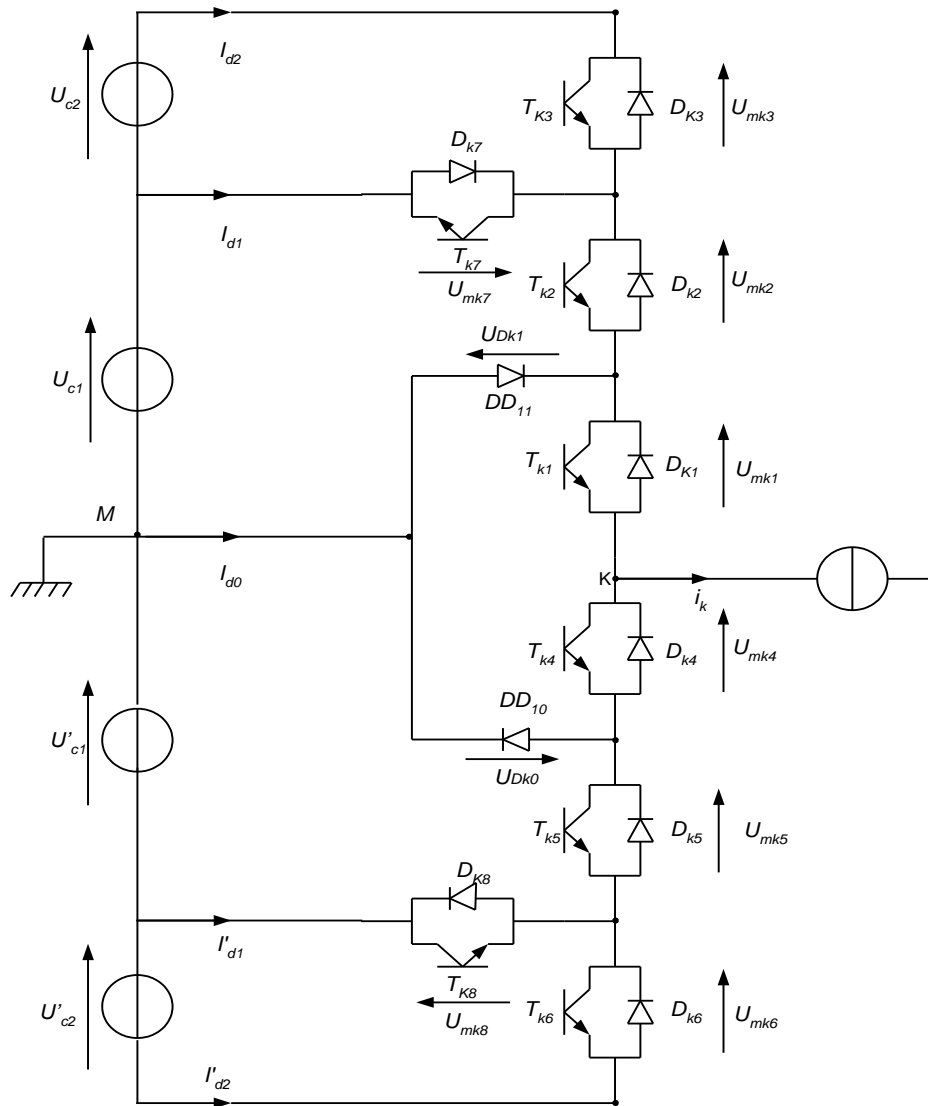 I_d2
U_c2
T_K3
D_K3
U_mk3
D_k7
I_d1
T_k7
U_mk7
T_k2
D_k2
U_mk2
U_Dk1
U_c1
DD_11
T_k1
D_K1
U_mk1
M
I_d0
K
i_k
T_k4
D_k4
U_mk4
DD_10
U'_c1
U_Dk0
T_k5
D_k5
U_mk5
D_K8
I'_d1
T_K8
U_mk8
U'_c2
T_k6
D_k6
U_mk6
I'_d2